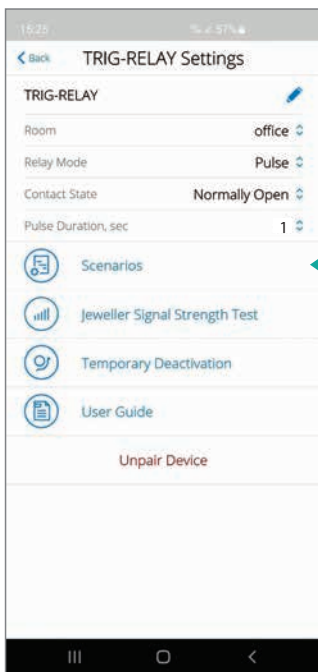 15:25 57%
Back TRIG-RELAY Settings
TRIG-RELAY
Room office
Relay Mode Pulse
Contact State Normally Open
Pulse Duration, sec 1
Scenarios
Jeweller Signal Strength Test
Temporary Deactivation
User Guide
Unpair Device